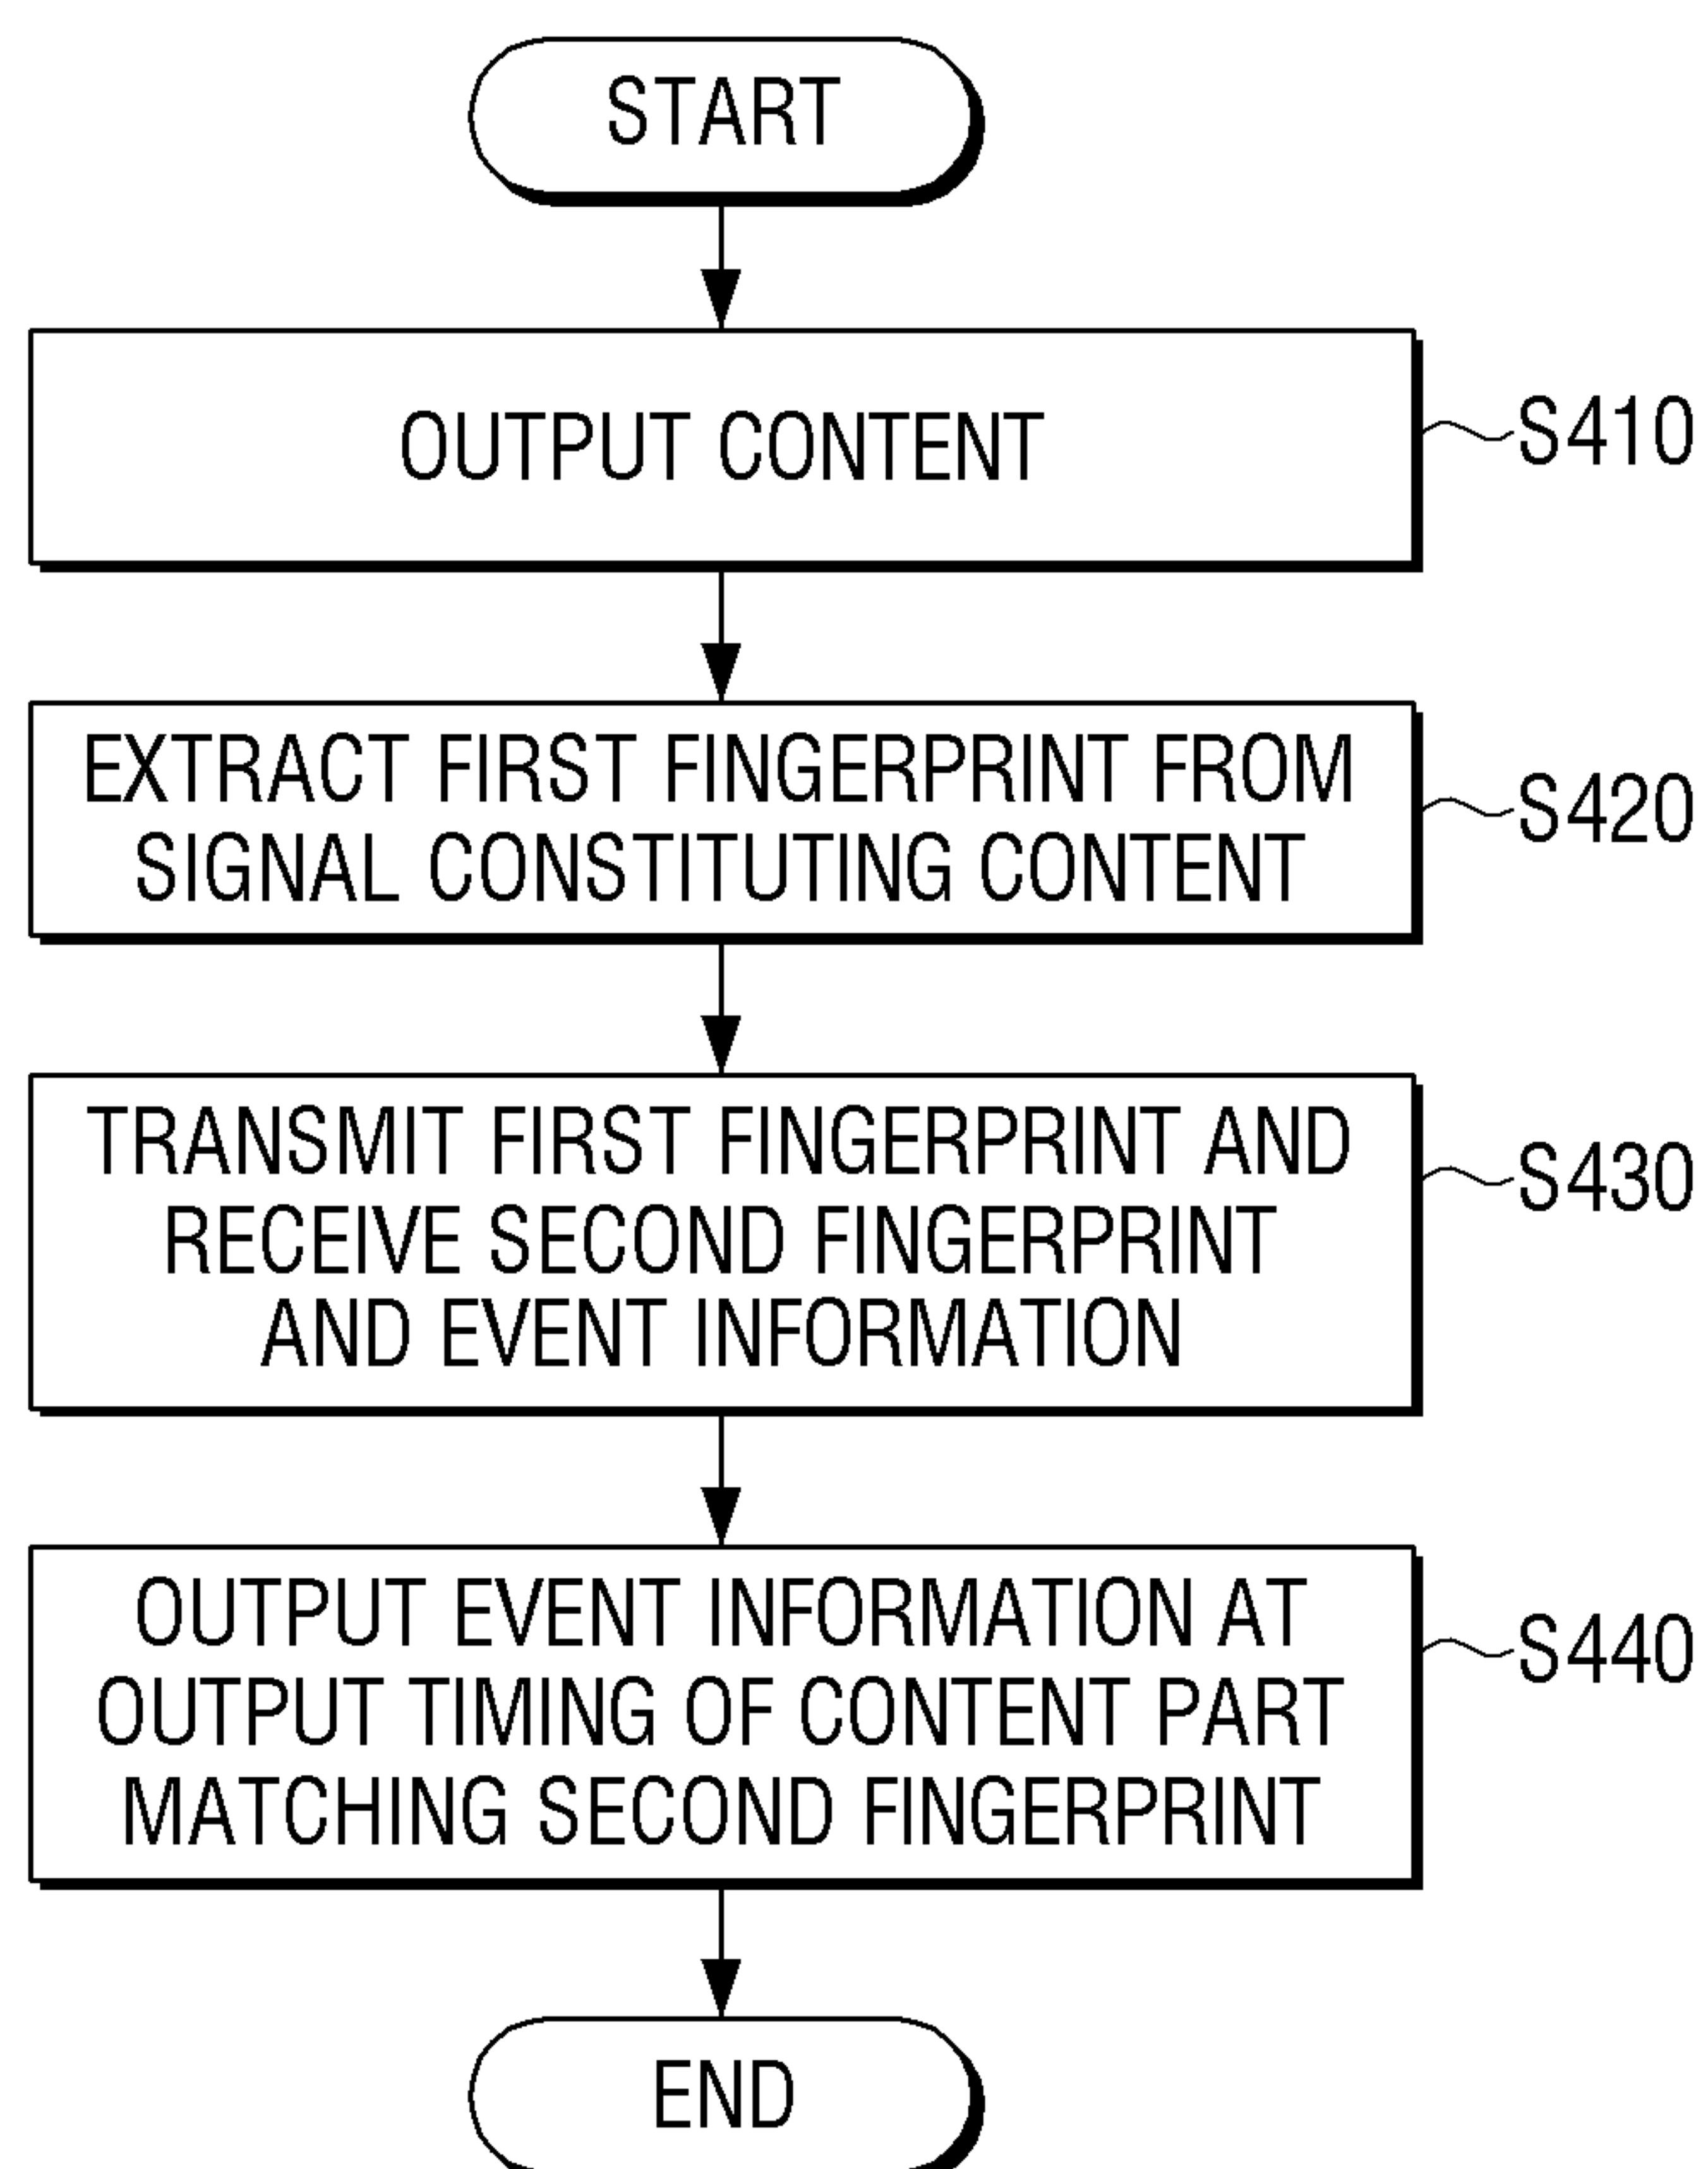 START
OUTPUT CONTENT
S410
EXTRACT FIRST FINGERPRINT FROM
SIGNAL CONSTITUTING CONTENT
S420
TRANSMIT FIRST FINGERPRINT AND
RECEIVE SECOND FINGERPRINT
AND EVENT INFORMATION
S430
OUTPUT EVENT INFORMATION AT
OUTPUT TIMING OF CONTENT PART
MATCHING SECOND FINGERPRINT
S440
END